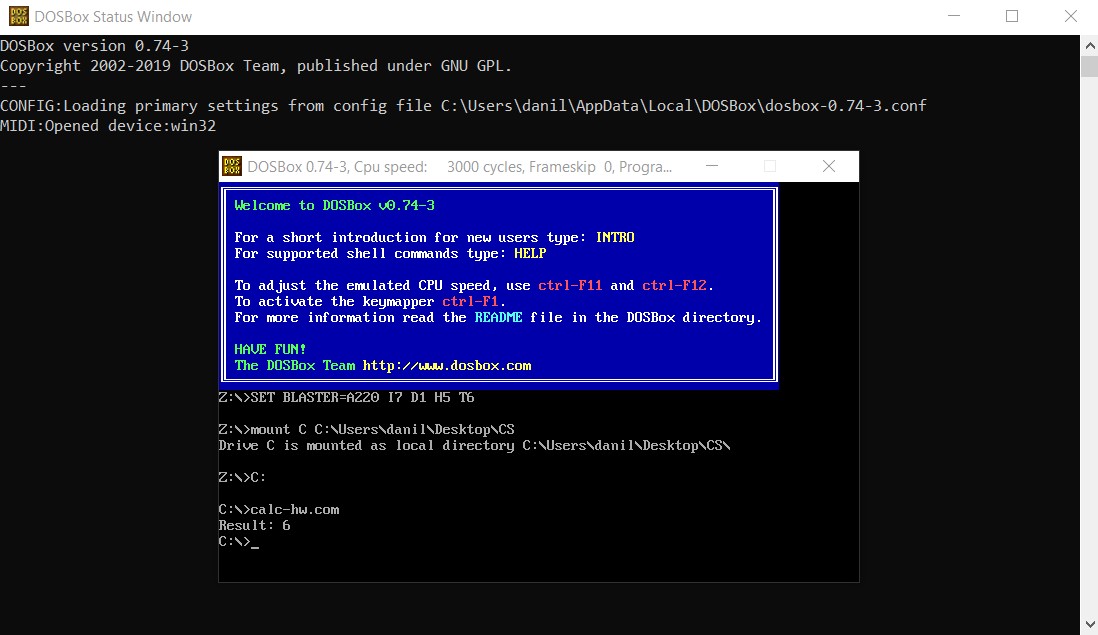 DOSBox Status Window
DOSBox version 0.74-3
Copyright 2002-2019 DOSBox Team, published under GNU GPL.
---
CONFIG:Loading primary settings from config file C:\Users\danil\AppData\Local\DOSBox\dosbox-0.74-3.conf
MIDI:Opened device:win32
DOSBox 0.74-3, Cpu speed: 3000 cycles, Frameskip 0, Progra...
Welcome to DOSBox v0.74-3
For a short introduction for new users type: INTRO
For supported shell commands type: HELP
To adjust the emulated CPU speed, use ctrl-F11 and ctrl-F12.
To activate the keymapper ctrl-F1.
For more information read the README file in the DOSBox directory.
HAVE FUN!
The DOSBox Team http://www.dosbox.com
Z:\>SET BLASTER=A220 I7 D1 H5 T6
Z:\>mount C C:\Users\danil\Desktop\CS
Drive C is mounted as local directory C:\Users\danil\Desktop\CS\
Z:\>C:
C:\>calc-hw.com
Result: 6
C:\>_